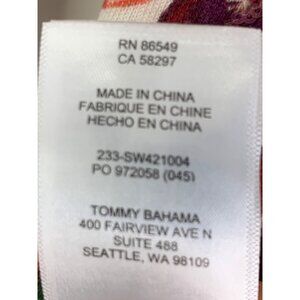 RN 86549
CA 58297
MADE IN CHINA
FABRIQUE EN CHINE
HECHO EN CHINA
233-SW421004
PO 972058 (045)
TOMMY BAHAMA
400 FAIRVIEW AVE N
SUITE 488
SEATTLE, WA 98109